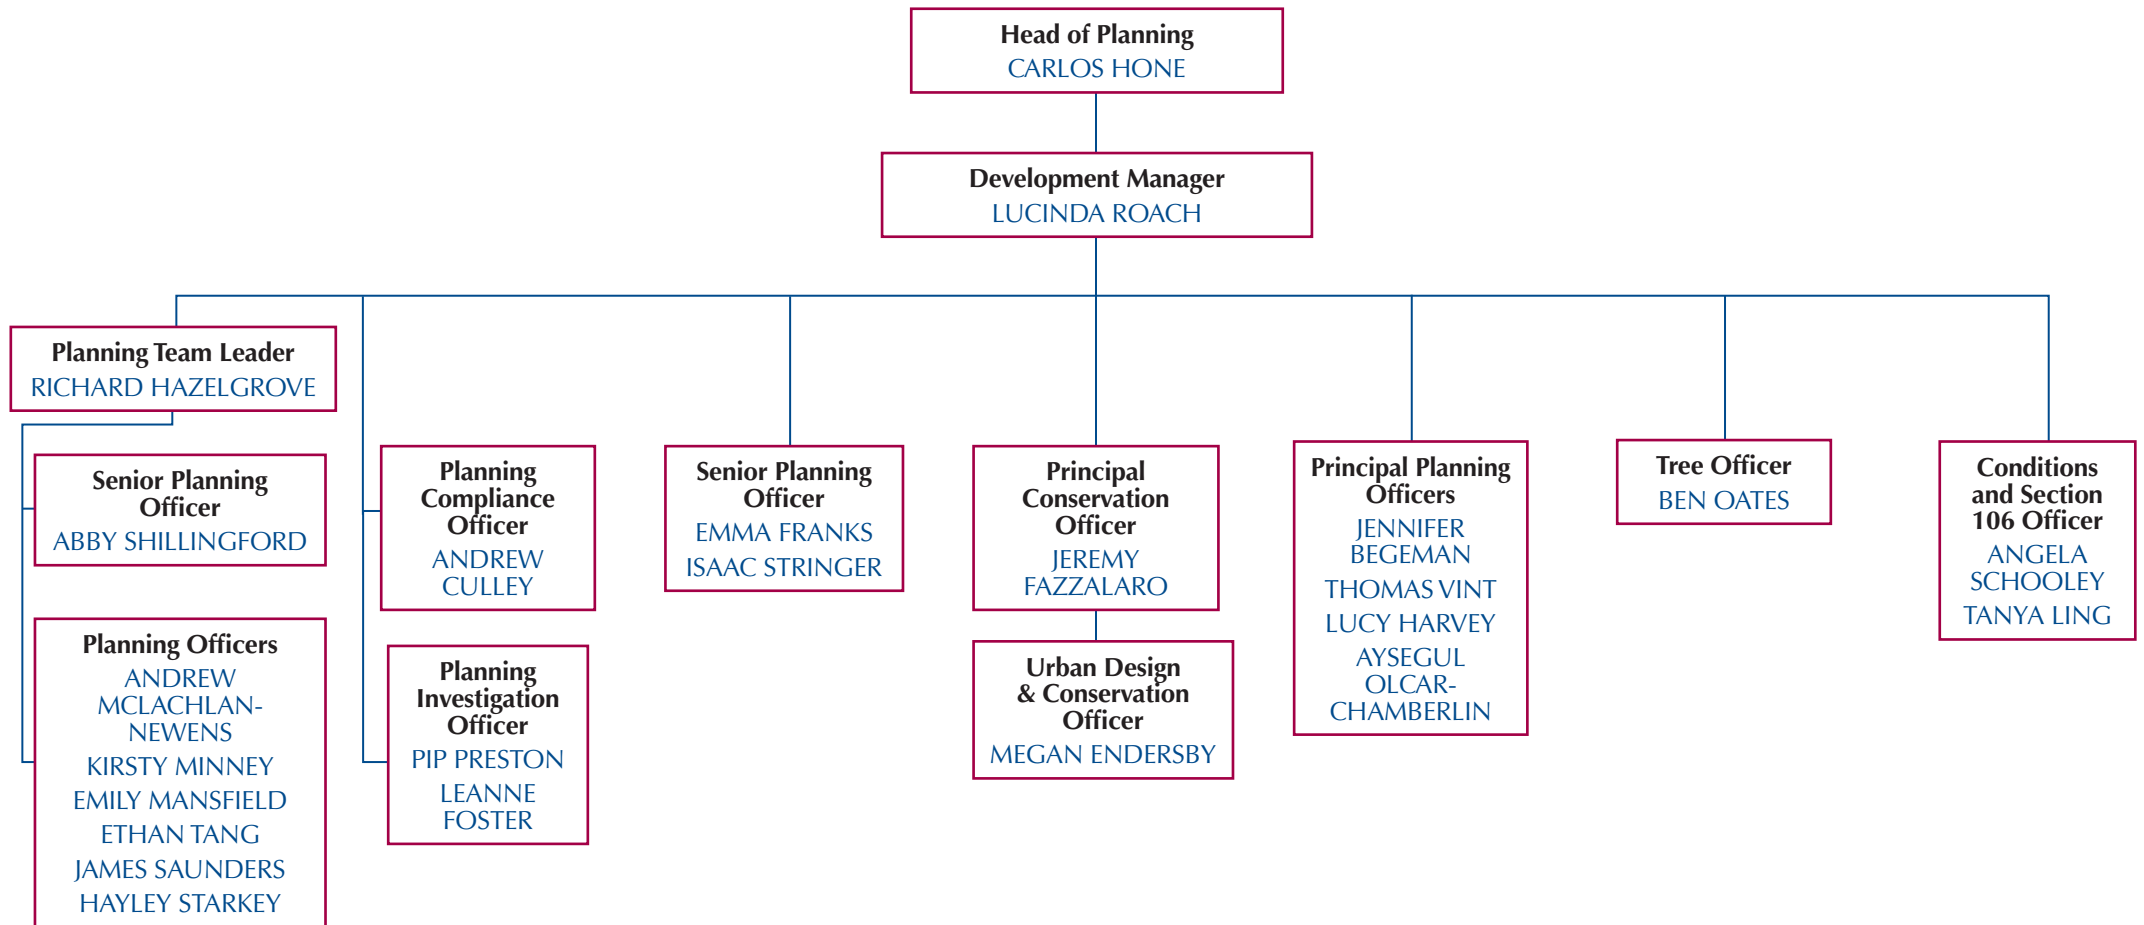 Head of Planning
CARLOS HONE
Development Manager
LUCINDA ROACH
Planning Team Leader
RICHARD HAZELGROVE
Senior Planning
Officer
ABBY SHILLINGFORD
Planning Officers
ANDREW
MCLACHLAN-
NEWENS
KIRSTY MINNEY
EMILY MANSFIELD
ETHAN TANG
JAMES SAUNDERS
HAYLEY STARKEY
Planning
Compliance
Officer
ANDREW
CULLEY
Planning
Investigation
Officer
PIP PRESTON
LEANNE
FOSTER
Senior Planning
Officer
EMMA FRANKS
ISAAC STRINGER
Principal
Conservation
Officer
JEREMY
FAZZALARO
Urban Design
& Conservation
Officer
MEGAN ENDERSBY
Principal Planning
Officers
JENNIFER
BEGEMAN
THOMAS VINT
LUCY HARVEY
AYSEGUL
OLCAR-
CHAMBERLIN
Tree Officer
BEN OATES
Conditions
and Section
106 Officer
ANGELA
SCHOOLEY
TANYA LING